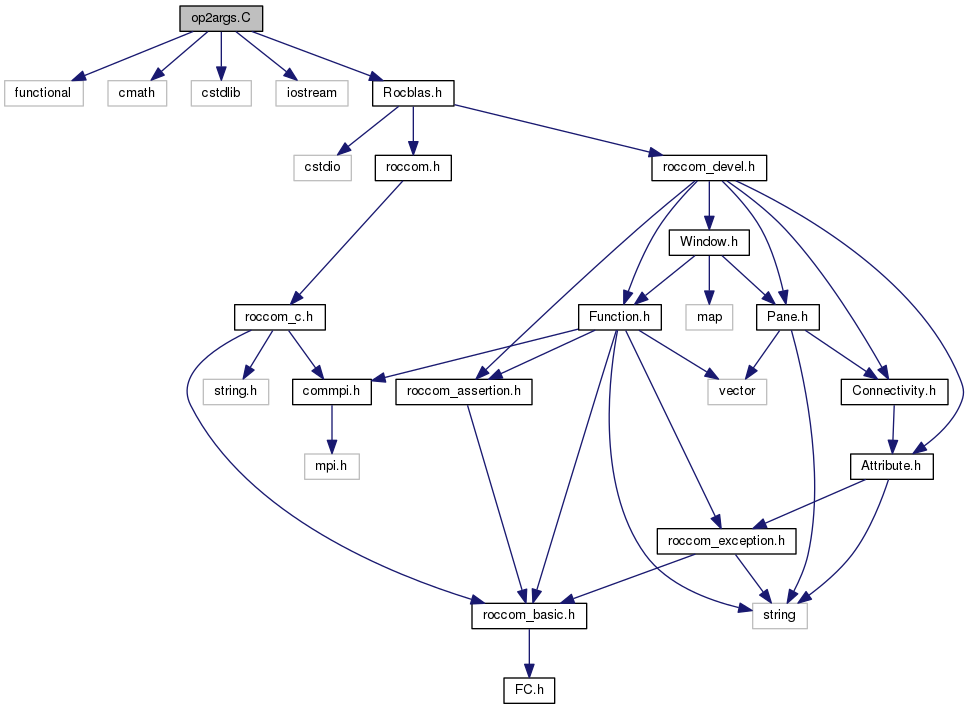 op2args.C
functional
cmath
cstdlib
iostream
Rocblas.h
cstdio
roccom.h
roccom_devel.h
Window.h
roccom_c.h
Function.h
map
Pane.h
string.h
commpi.h
roccom_assertion.h
vector
Connectivity.h
mpi.h
Attribute.h
roccom_exception.h
roccom_basic.h
string
FC.h